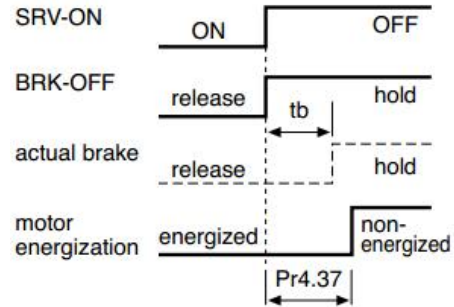 SRV-ON
ON
OFF
BRK-OFF
release
hold
tb
actual brake
release
hold
motor
energization
energized
non-
energized
Pr4.37